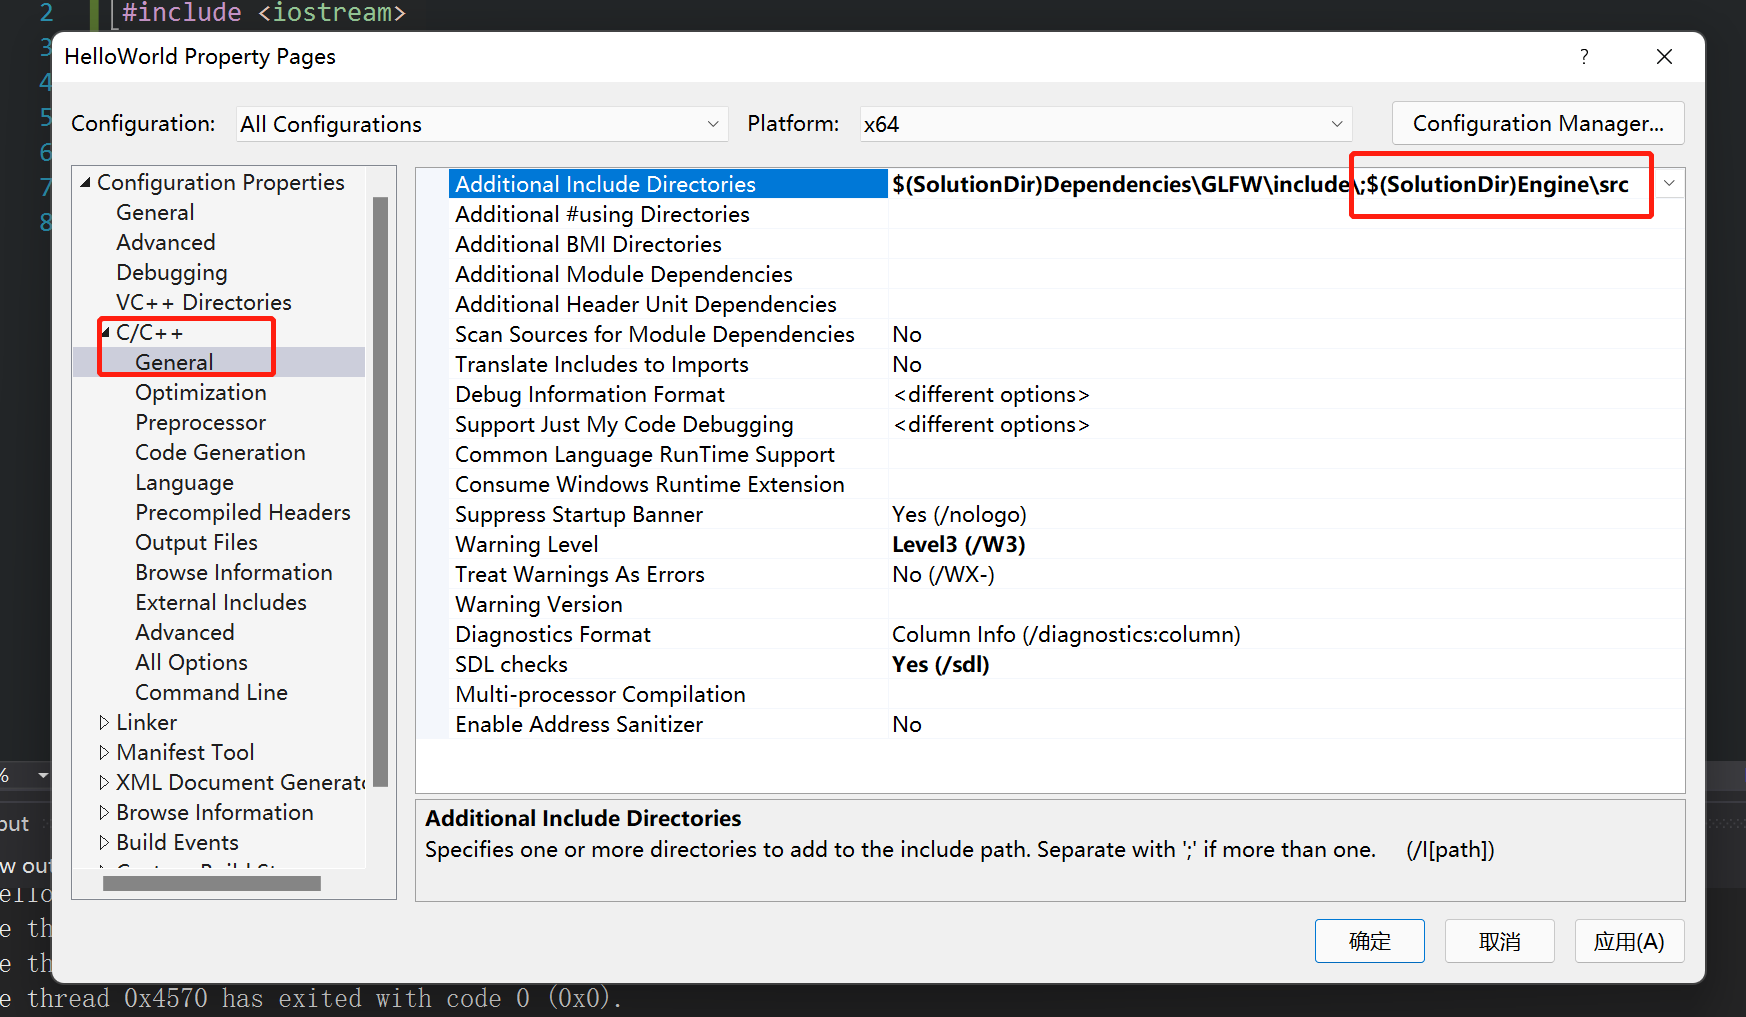 2 #include <iostream>
3
HelloWorld Property Pages ?
4
5
Configuration: All Configurations Platform: x64 Configuration Manager...
6
7
8
Configuration Properties
General
Advanced
Debugging
VC++ Directories
C/C++
General
Optimization
Preprocessor
Code Generation
Language
Precompiled Headers
Output Files
Browse Information
External Includes
Advanced
All Options
Command Line
Linker
Manifest Tool
XML Document Generato
Browse Information
Build Events
Additional Include Directories $(SolutionDir)Dependencies\GLFW\include\;$(SolutionDir)Engine\src
Additional #using Directories
Additional BMI Directories
Additional Module Dependencies
Additional Header Unit Dependencies
Scan Sources for Module Dependencies No
Translate Includes to Imports No
Debug Information Format <different options>
Support Just My Code Debugging <different options>
Common Language RunTime Support
Consume Windows Runtime Extension
Suppress Startup Banner Yes (/nologo)
Warning Level Level3 (/W3)
Treat Warnings As Errors No (/WX-)
Warning Version
Diagnostics Format Column Info (/diagnostics:column)
SDL checks Yes (/sdl)
Multi-processor Compilation
Enable Address Sanitizer No
Additional Include Directories
Specifies one or more directories to add to the include path. Separate with ';' if more than one. (/I[path])
确定 取消 应用(A)
%
put
w out
ello
e th
e th
e thread 0x4570 has exited with code 0 (0x0).